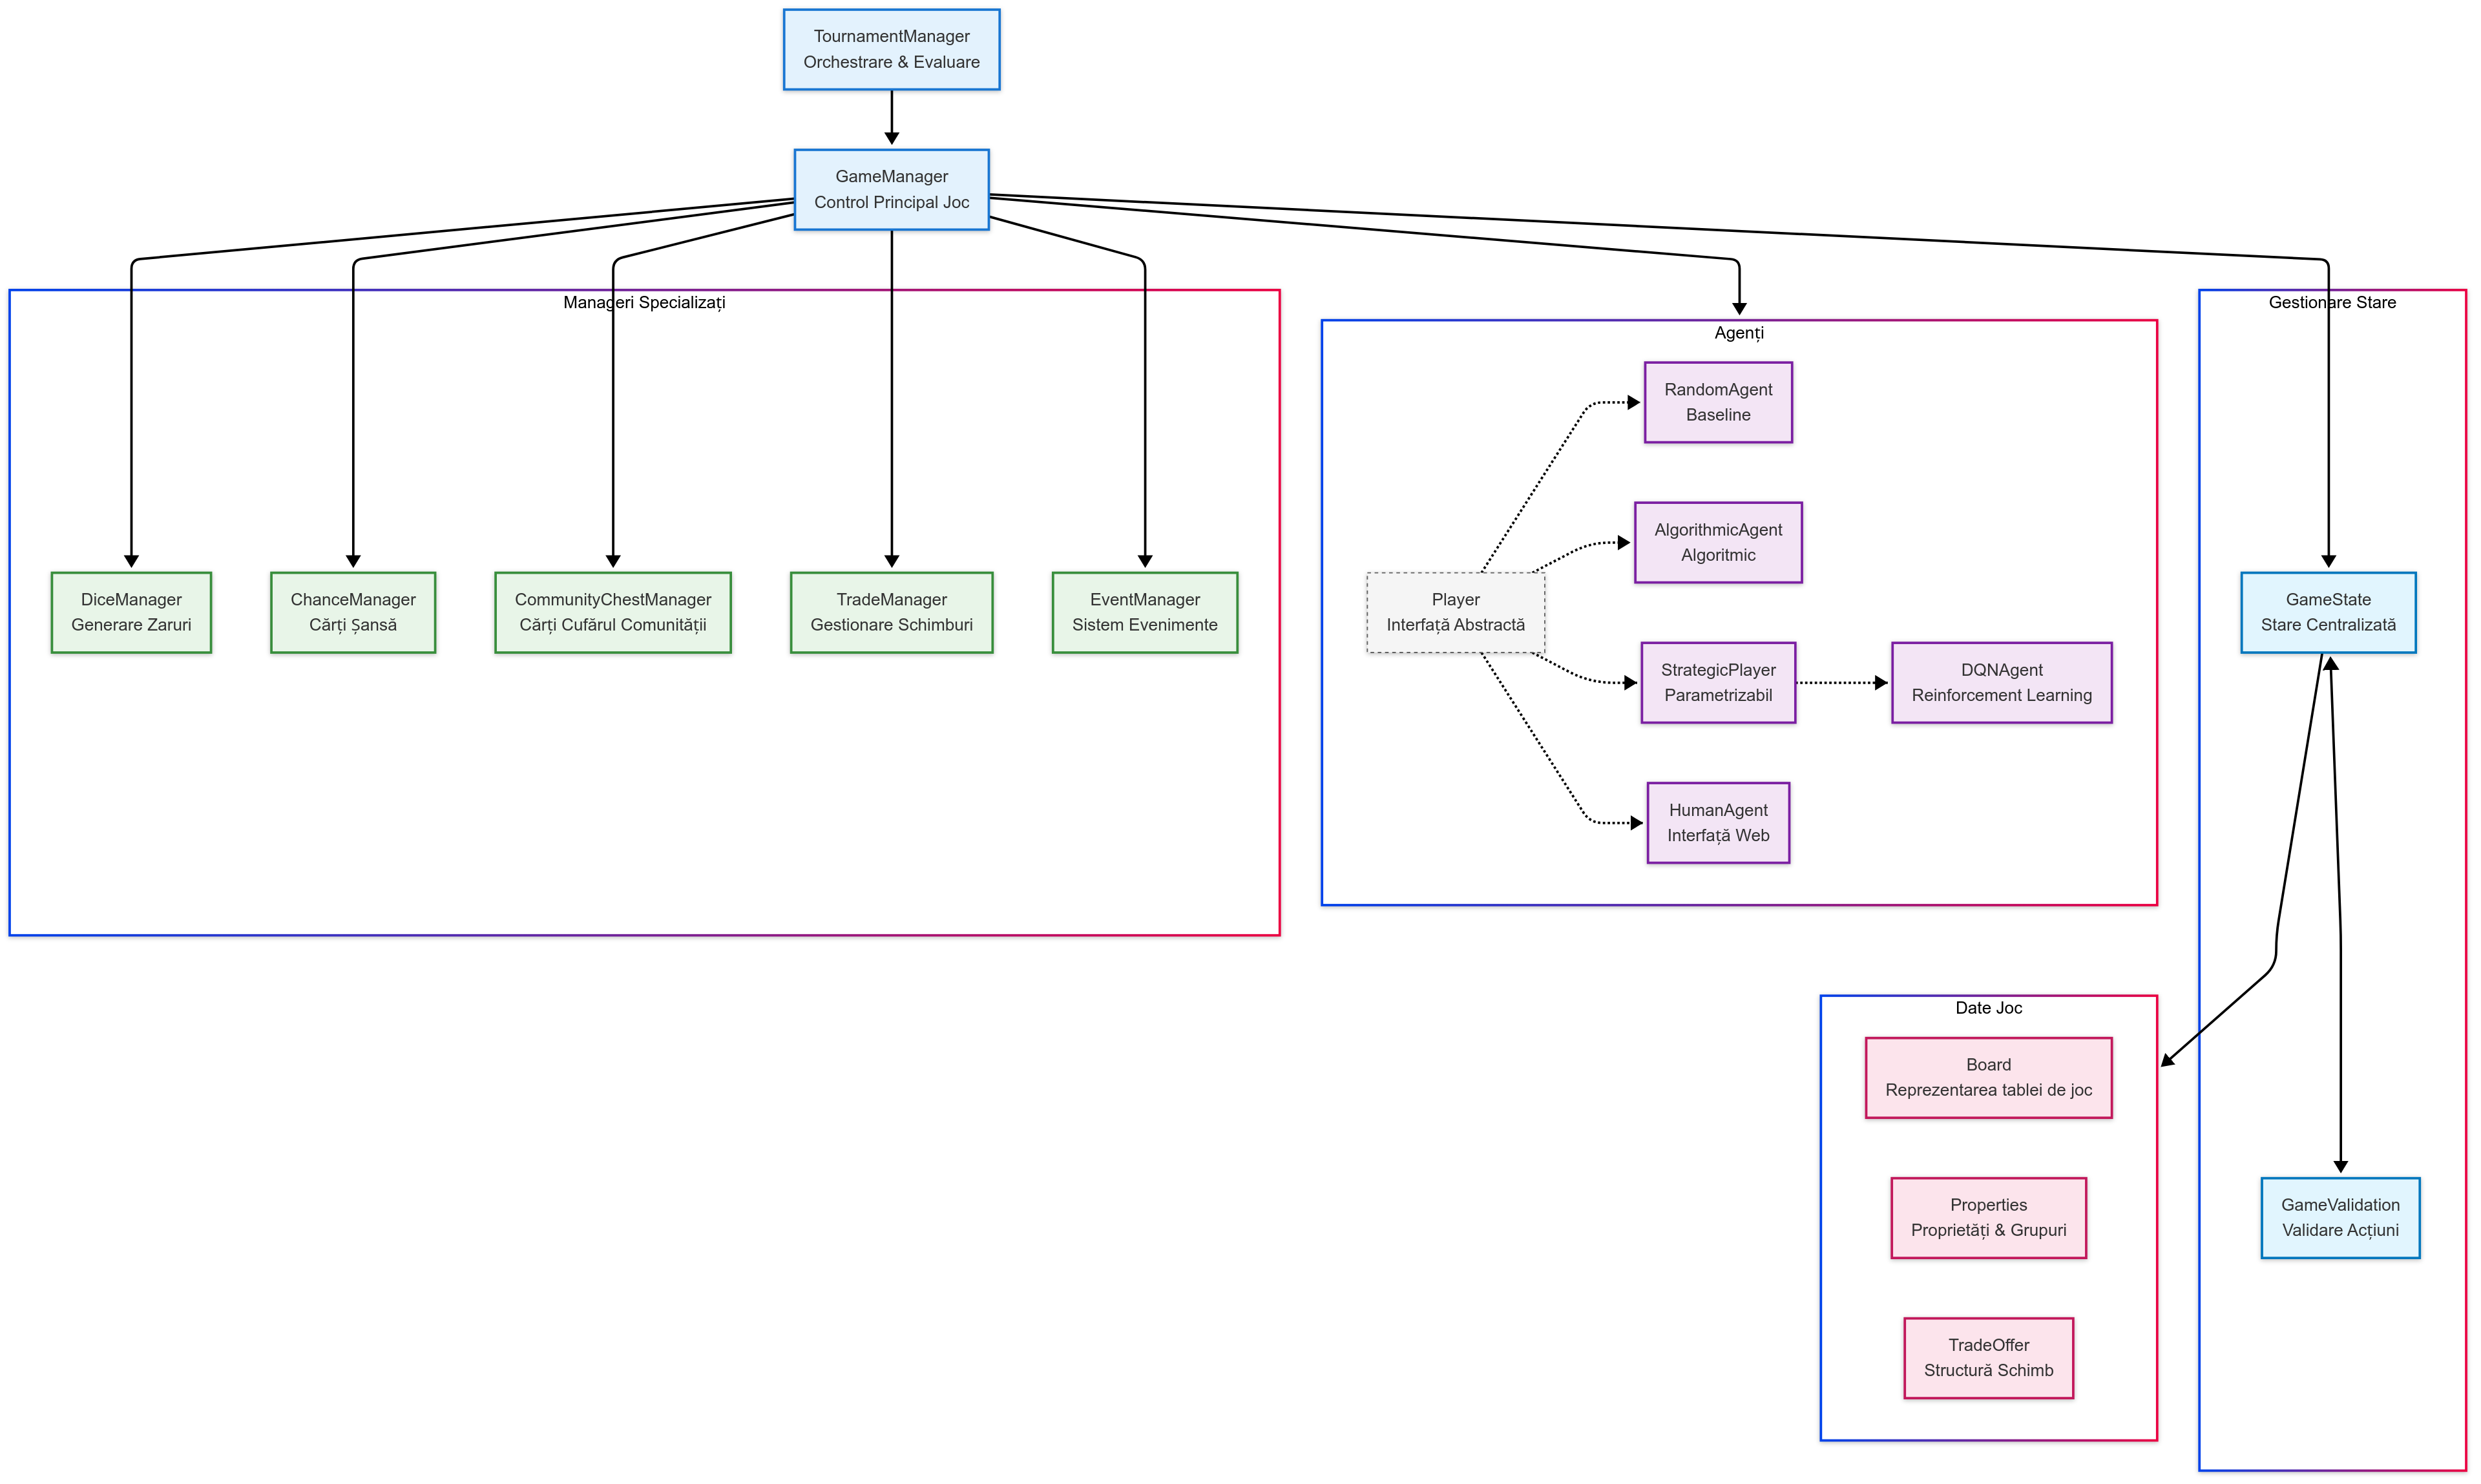 TournamentManager
Orchestrare & Evaluare
GameManager
Control Principal Joc
Manageri Specializați
DiceManager
Generare Zaruri
ChanceManager
Cărți Șansă
CommunityChestManager
Cărți Cufărul Comunității
TradeManager
Gestionare Schimburi
EventManager
Sistem Evenimente
Agenți
RandomAgent
Baseline
AlgorithmicAgent
Algoritmic
Player
Interfață Abstractă
StrategicPlayer
Parametrizabil
DQNAgent
Reinforcement Learning
HumanAgent
Interfață Web
Gestionare Stare
GameState
Stare Centralizată
GameValidation
Validare Acțiuni
Date Joc
Board
Reprezentarea tablei de joc
Properties
Proprietăți & Grupuri
TradeOffer
Structură Schimb